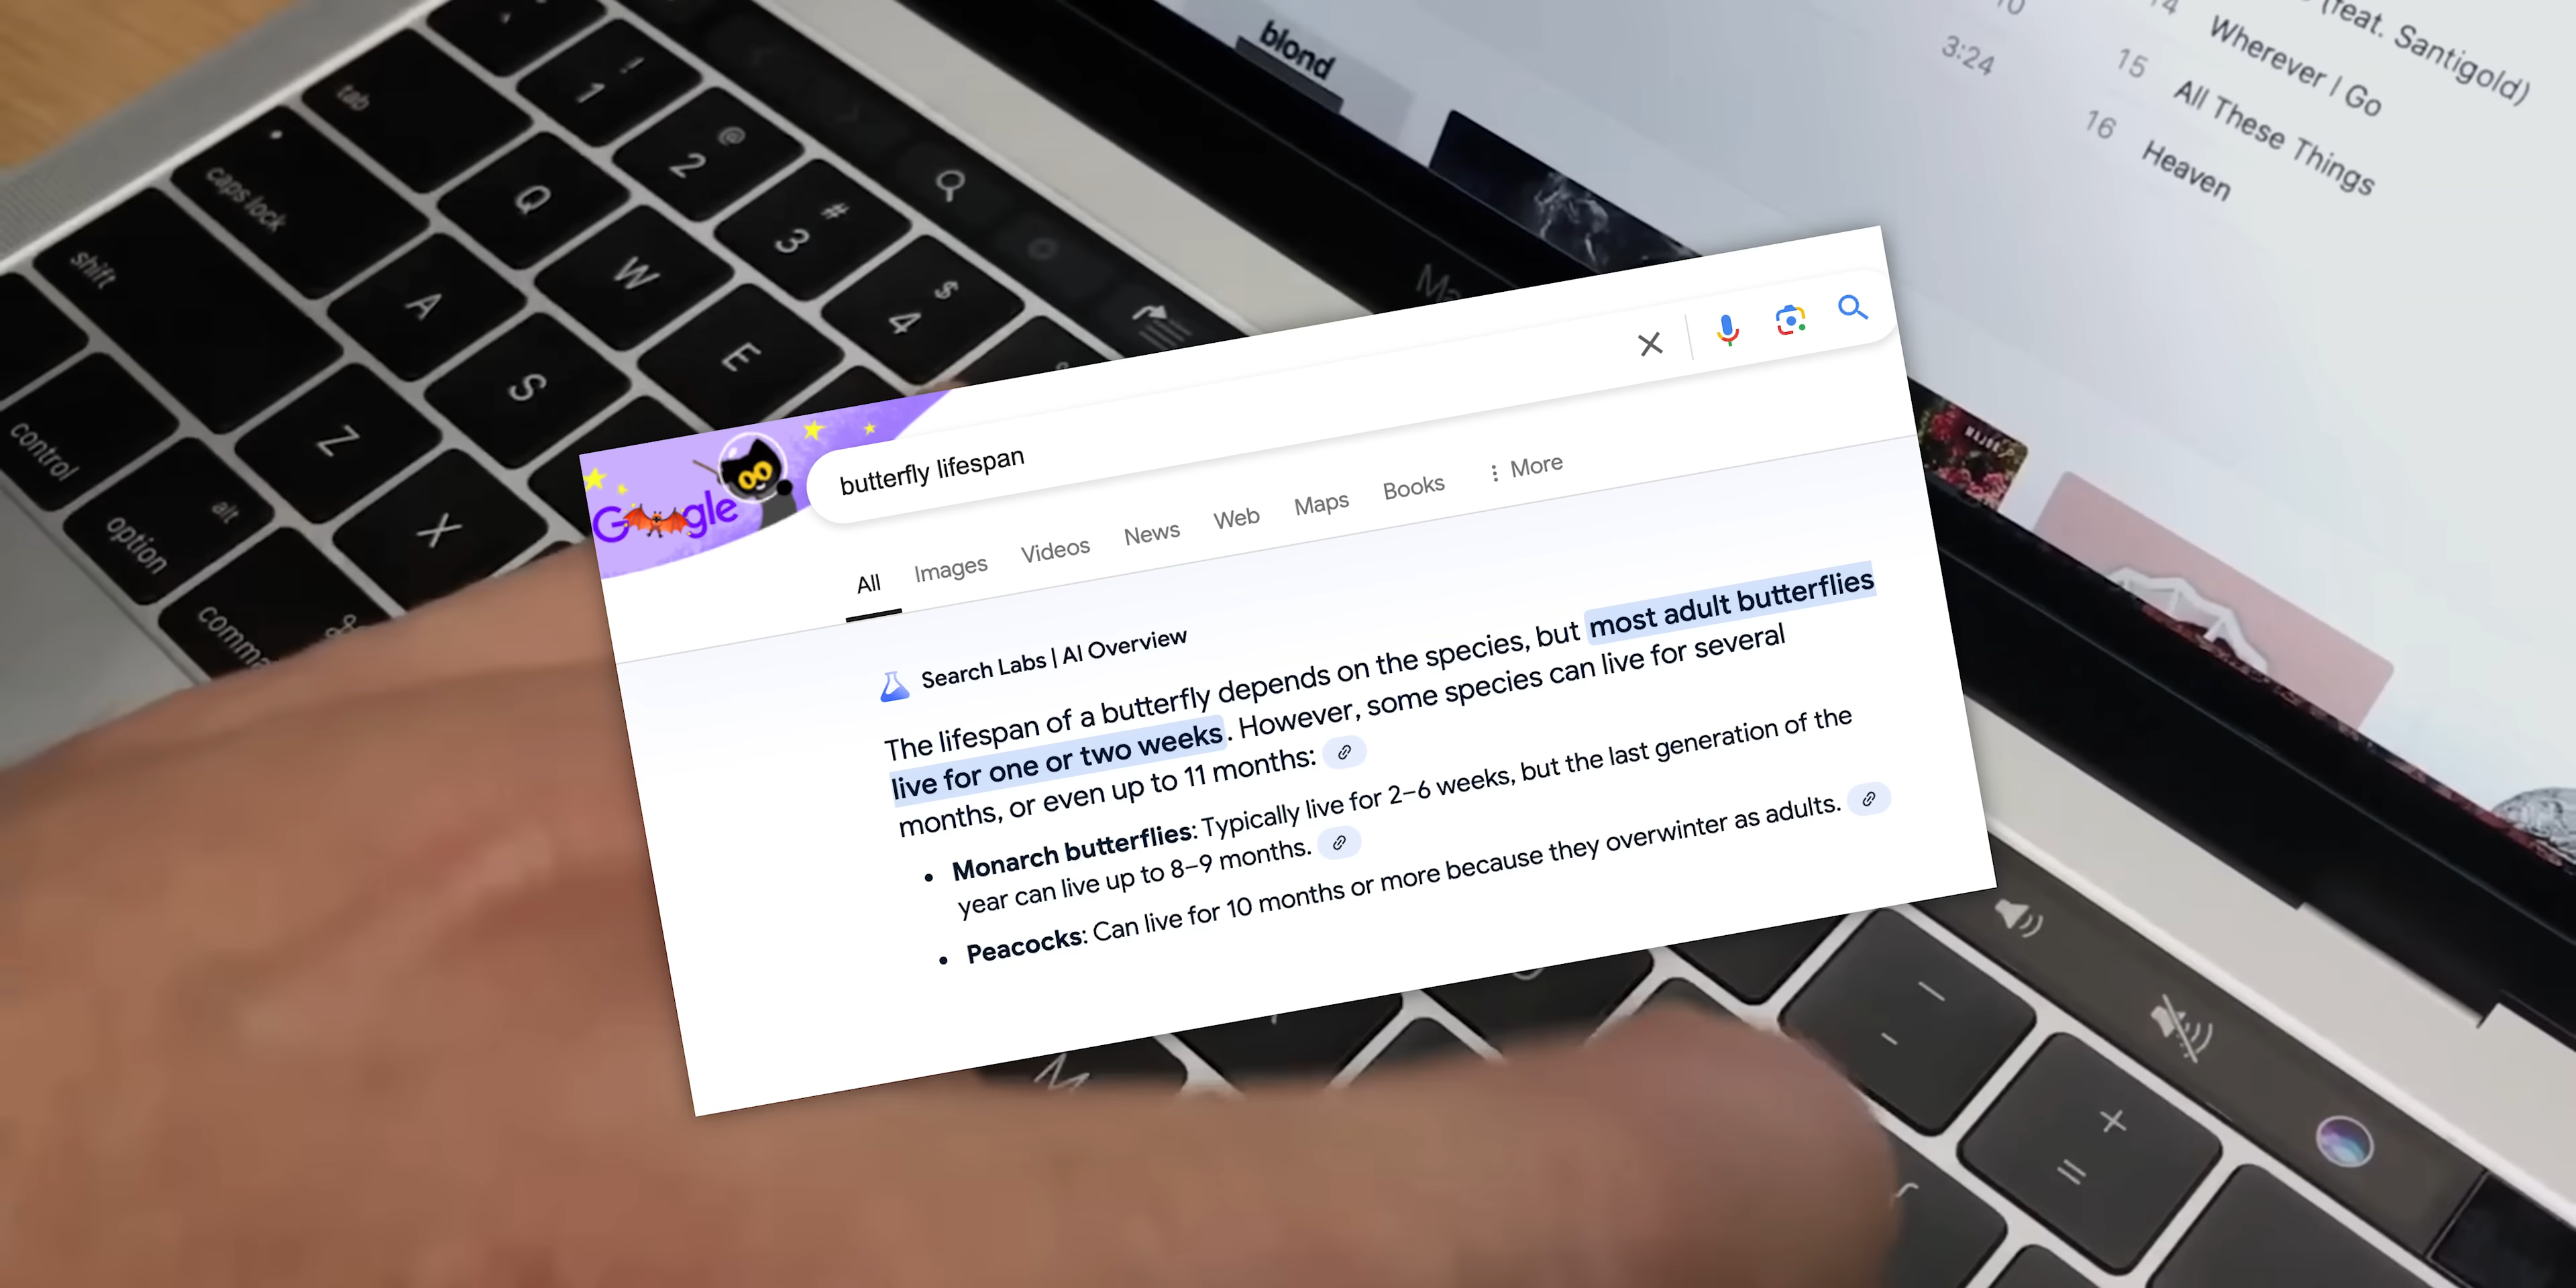 blond
(feat. Santigold)
14 Wherever I Go
3:24 15 All These Things
16 Heaven
tab
! 1
@ 2
# 3
$ 4
caps lock
Q
W
E
shift
A
S
control
Z
X
alt
option
Google
butterfly lifespan
All Images Videos News Web Maps Books More
Search Labs | AI Overview
The lifespan of a butterfly depends on the species, but most adult butterflies
live for one or two weeks. However, some species can live for several
months, or even up to 11 months:
• Monarch butterflies: Typically live for 2–6 weeks, but the last generation of the
year can live up to 8–9 months.
• Peacocks: Can live for 10 months or more because they overwinter as adults.
M
+
=